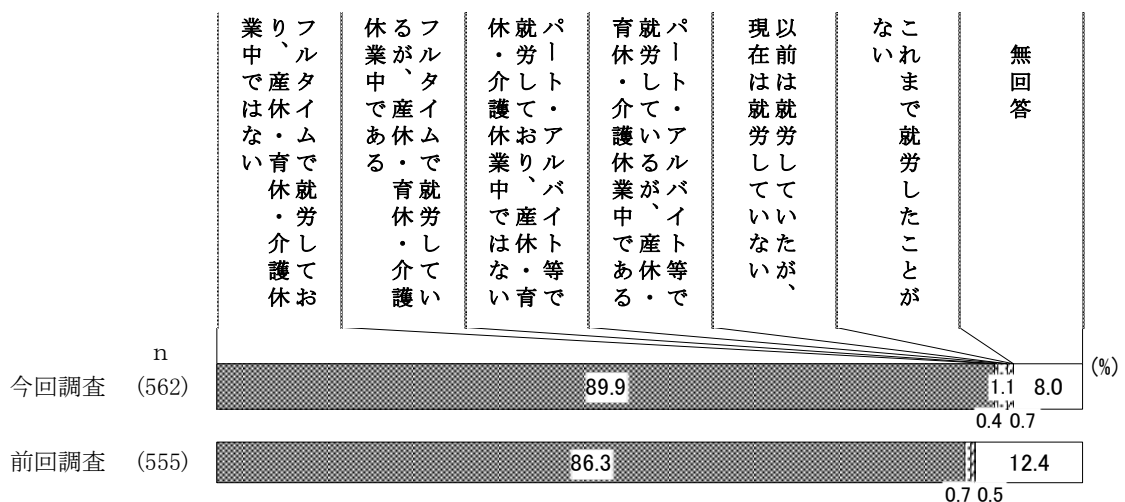 フルタイムで就労してお
り、産休・育休・介護休
業中ではない
フルタイムで就労してい
るが、産休・育休・介護
休業中である
パート・アルバイト等で
就労しており、産休・育
休・介護休業中ではない
パート・アルバイト等で
就労しているが、産休・
育休・介護休業中である
以前は就労していたが、
現在は就労していない
これまで就労したことが
ない
無回答
n
(%)
今回調査 (562) 89.9 1.1 8.0
0.4 0.7
前回調査 (555) 86.3 12.4
0.7 0.5